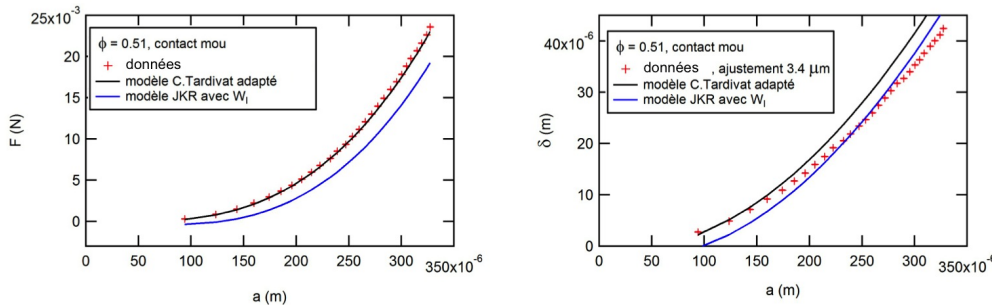 25x10⁻³
20
15
10
5
0
F (N)
ϕ = 0.51, contact mou
données
modèle C.Tardivat adapté
modèle JKR avec W_I
0
50
100
150
200
250
300
350x10⁻⁶
a (m)
40x10⁻⁶
30
20
10
0
δ (m)
ϕ = 0.51, contact mou
données , ajustement 3.4 μm
modèle C.Tardivat adapté
modèle JKR avec W_I
0
50
100
150
200
250
300
350x10⁻⁶
a (m)